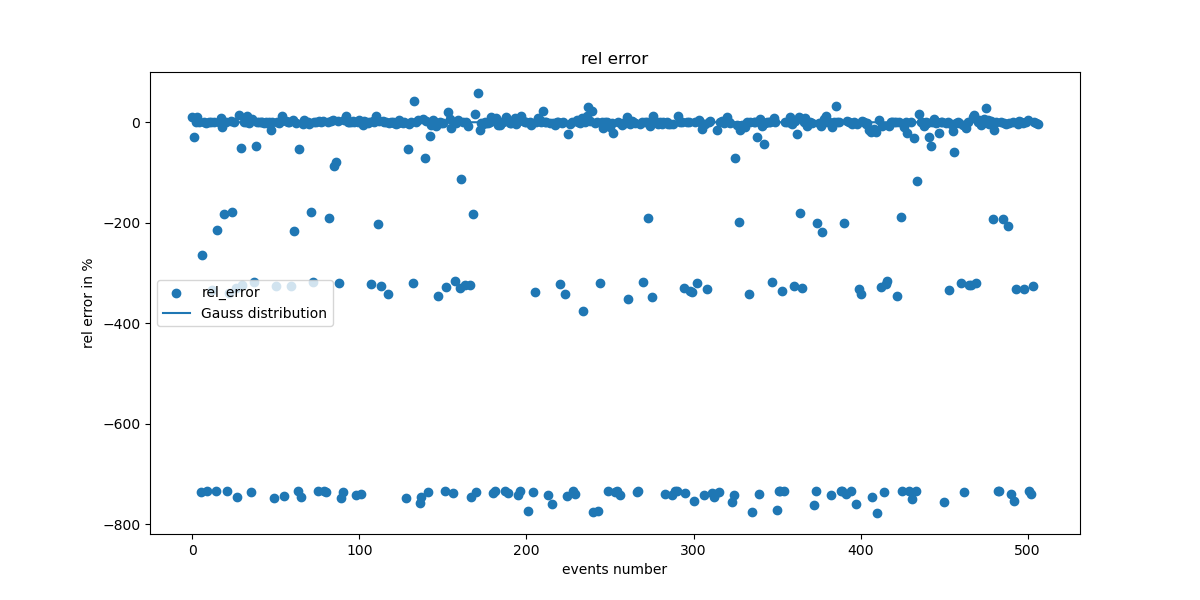 rel error
rel error in %
0
−200
−400
−600
−800
rel_error
Gauss distribution
0
100
200
300
400
500
events number